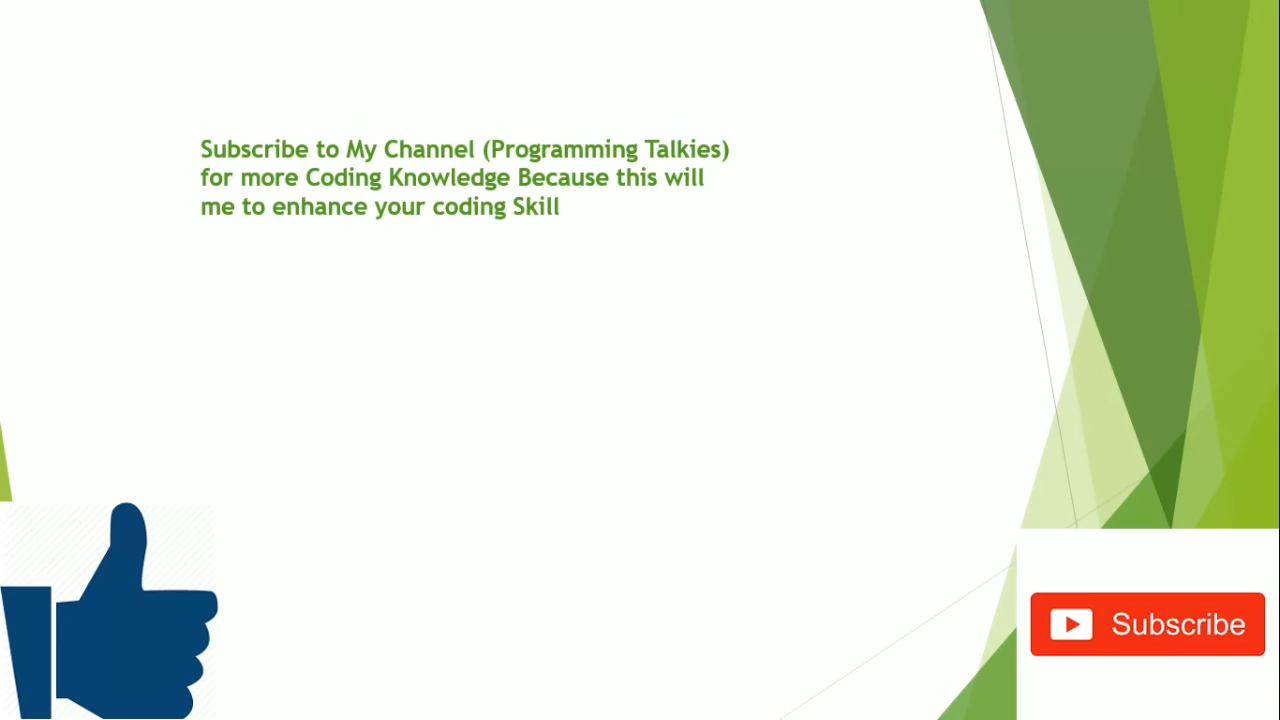 Subscribe to My Channel (Programming Talkies)
for more Coding Knowledge Because this will
me to enhance your coding Skill
Subscribe